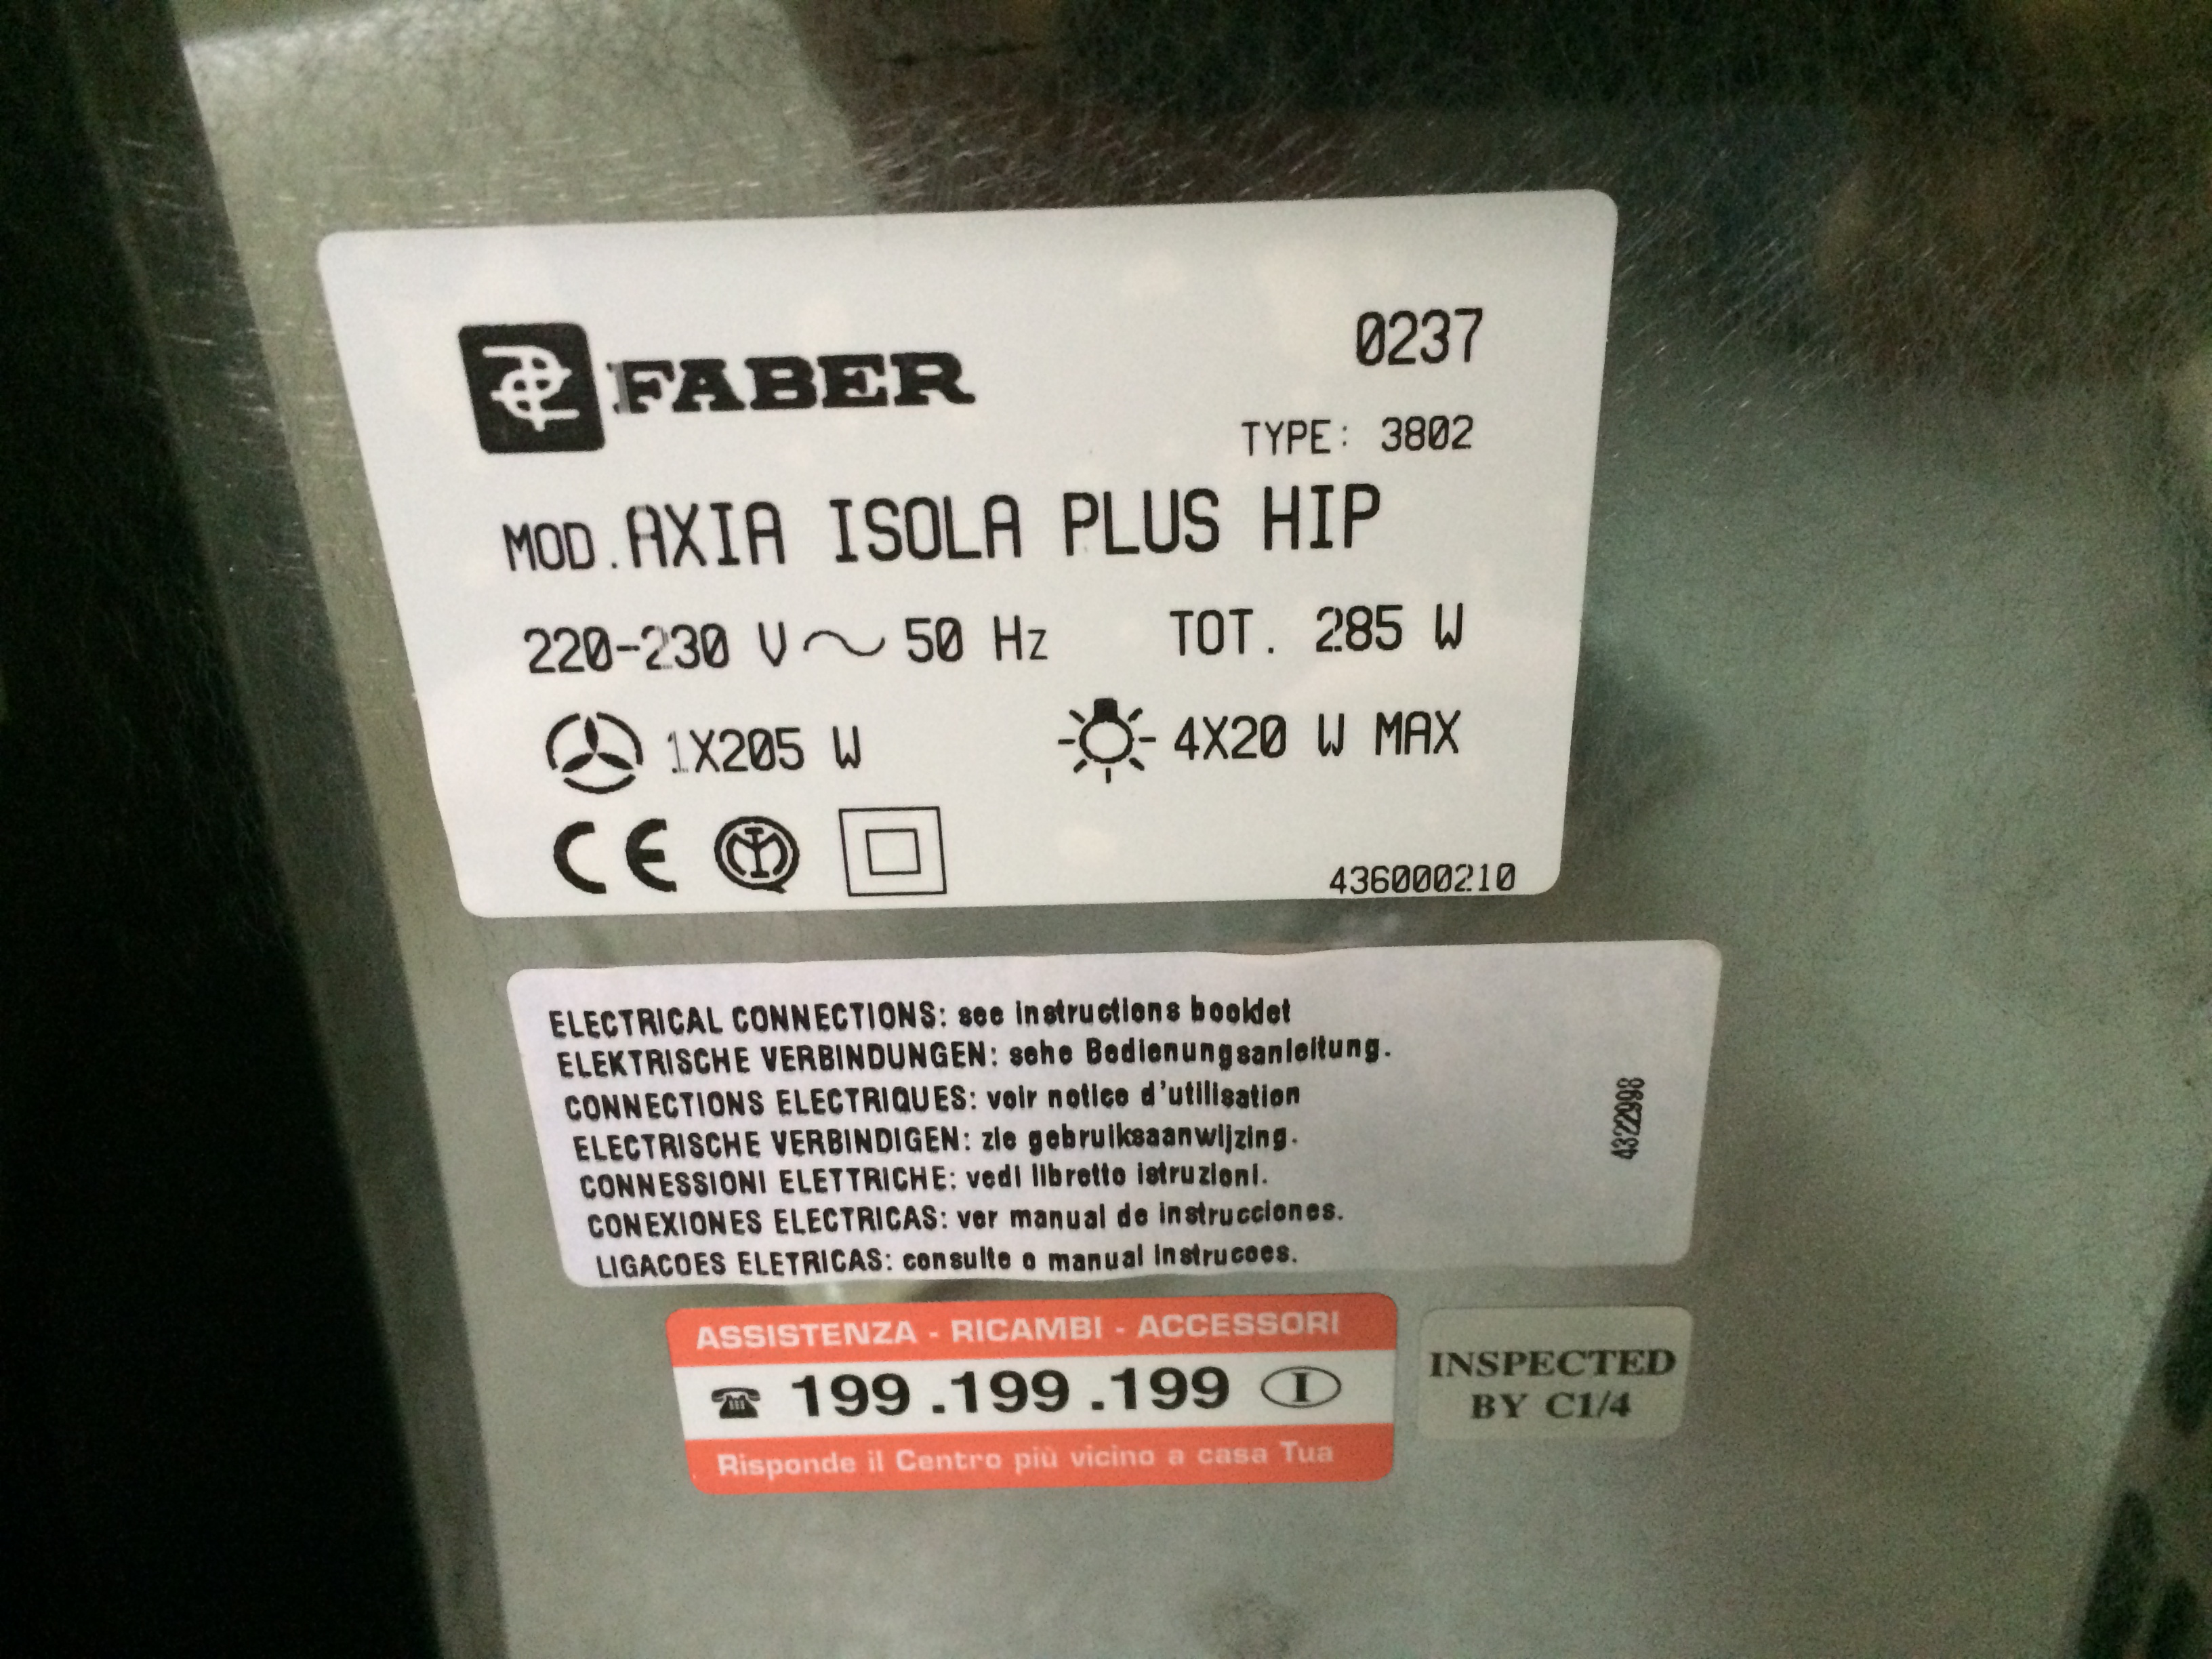 FABER
0237
TYPE: 3802
MOD. AXIA ISOLA PLUS HIP
220-230 V ~ 50 Hz TOT. 285 W
1X205 W 4X20 W MAX
CE
436000210
ELECTRICAL CONNECTIONS: see instructions booklet
ELEKTRISCHE VERBINDUNGEN: sehe Bedienungsanleitung.
CONNECTIONS ELECTRIQUES: voir notice d'utilisation
ELECTRISCHE VERBINDIGEN: zie gebruiksaanwijzing.
CONNESSIONI ELETTRICHE: vedi libretto istruzioni.
CONEXIONES ELECTRICAS: ver manual de instrucciones.
LIGACOES ELETRICAS: consulte o manual instrucoes.
4322998
ASSISTENZA - RICAMBI - ACCESSORI
199.199.199 I
Risponde il Centro più vicino a casa Tua
INSPECTED
BY C1/4